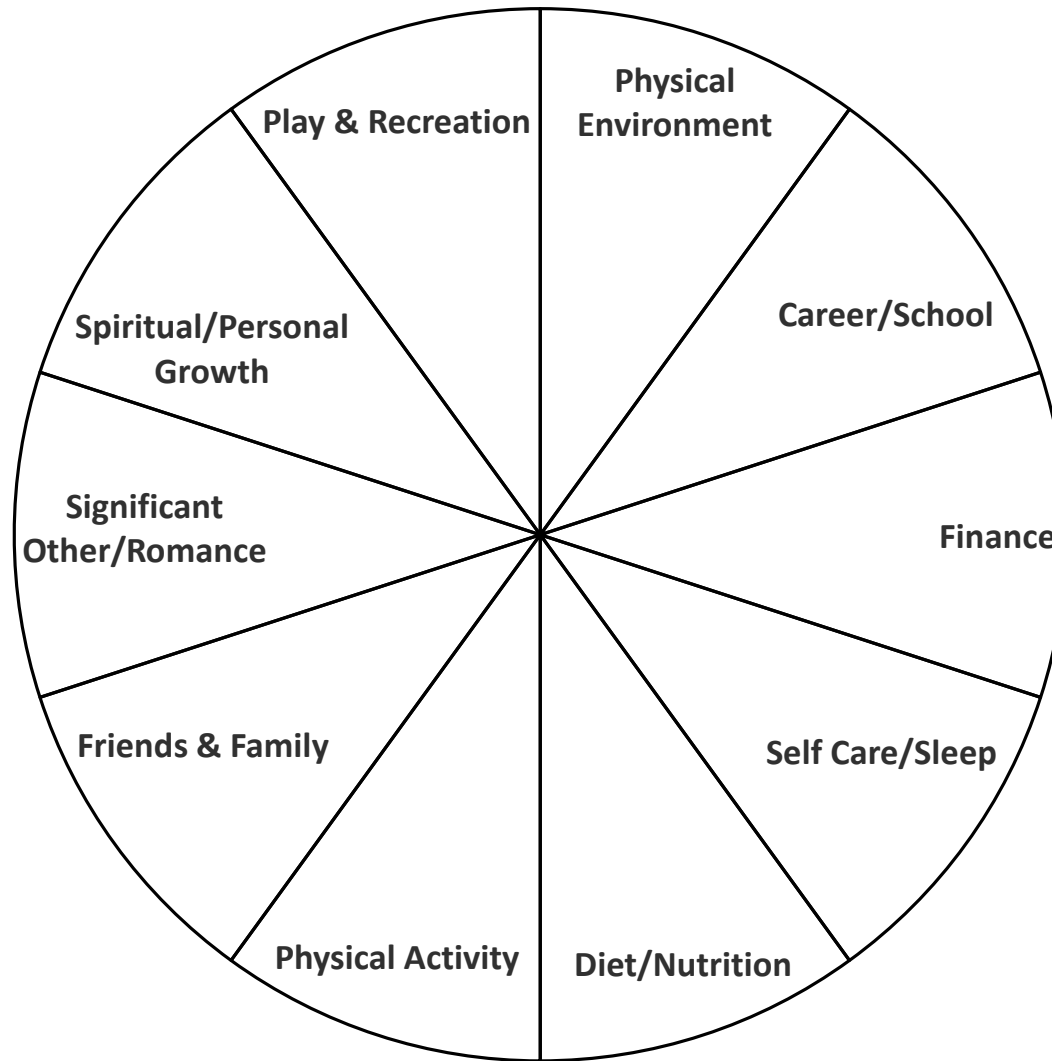 Physical
Environment
Career/School
Finance
Self Care/Sleep
Diet/Nutrition
Physical Activity
Friends & Family
Significant
Other/Romance
Spiritual/Personal
Growth
Play & Recreation